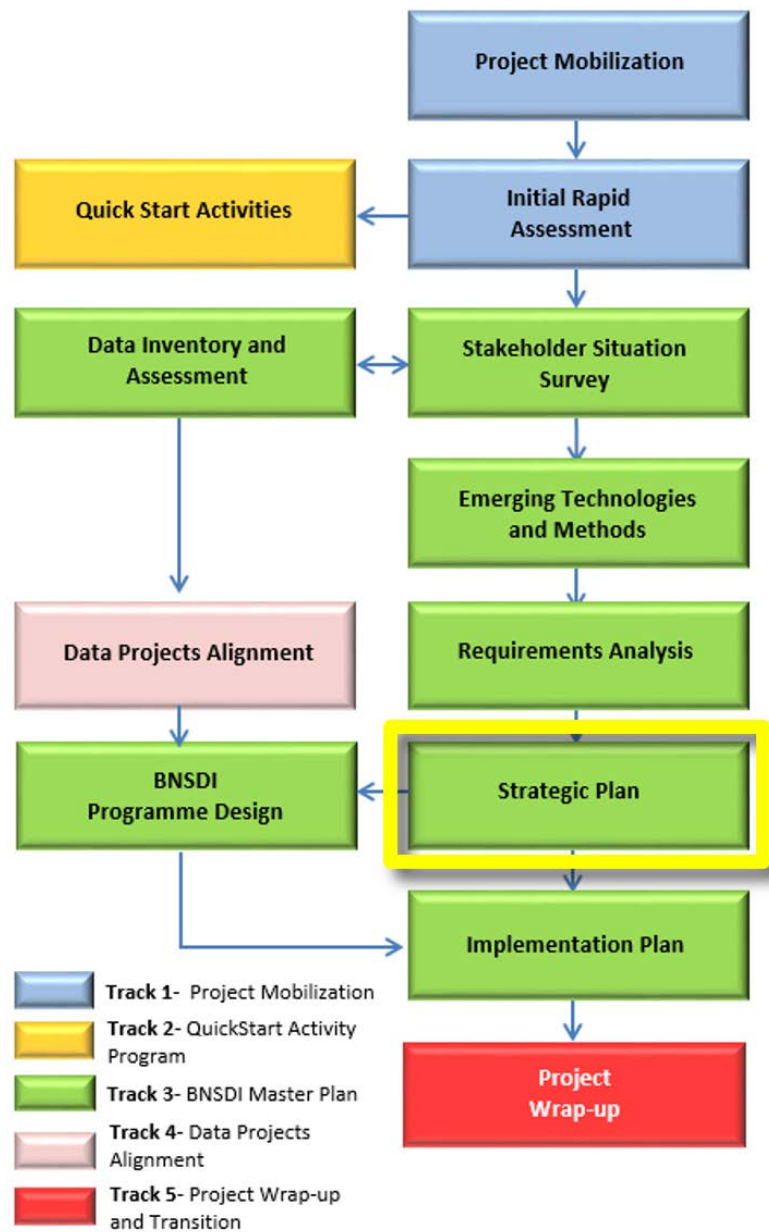 Project Mobilization
Quick Start Activities
Initial Rapid
Assessment
Data Inventory and
Assessment
Stakeholder Situation
Survey
Emerging Technologies
and Methods
Data Projects Alignment
Requirements Analysis
BNSDI
Programme Design
Strategic Plan
Implementation Plan
Track 1- Project Mobilization
Track 2- QuickStart Activity
Program
Track 3- BNSDI Master Plan
Track 4- Data Projects
Alignment
Track 5- Project Wrap-up
and Transition
Project
Wrap-up